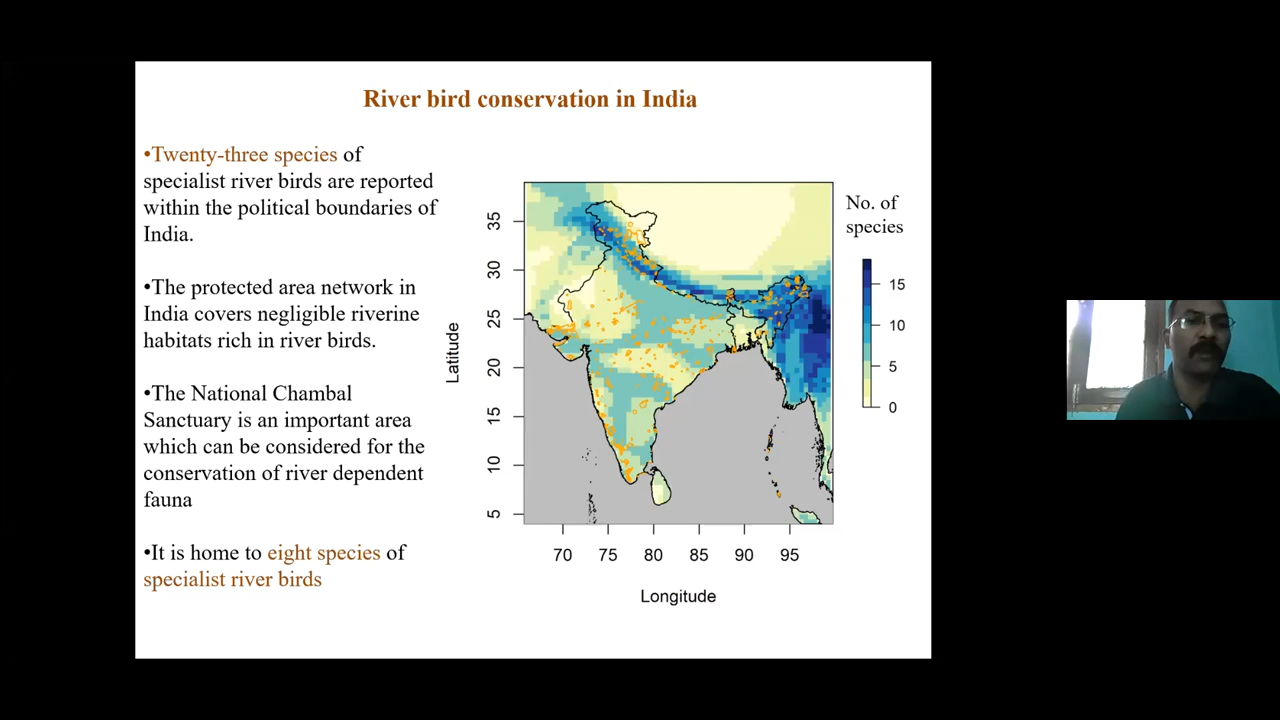 River bird conservation in India
•Twenty-three species of
specialist river birds are reported
within the political boundaries of
India.
•The protected area network in
India covers negligible riverine
habitats rich in river birds.
•The National Chambal
Sanctuary is an important area
which can be considered for the
conservation of river dependent
fauna
•It is home to eight species of
specialist river birds
No. of
species
15
10
5
0
Latitude
35
30
25
20
15
10
5
70 75 80 85 90 95
Longitude